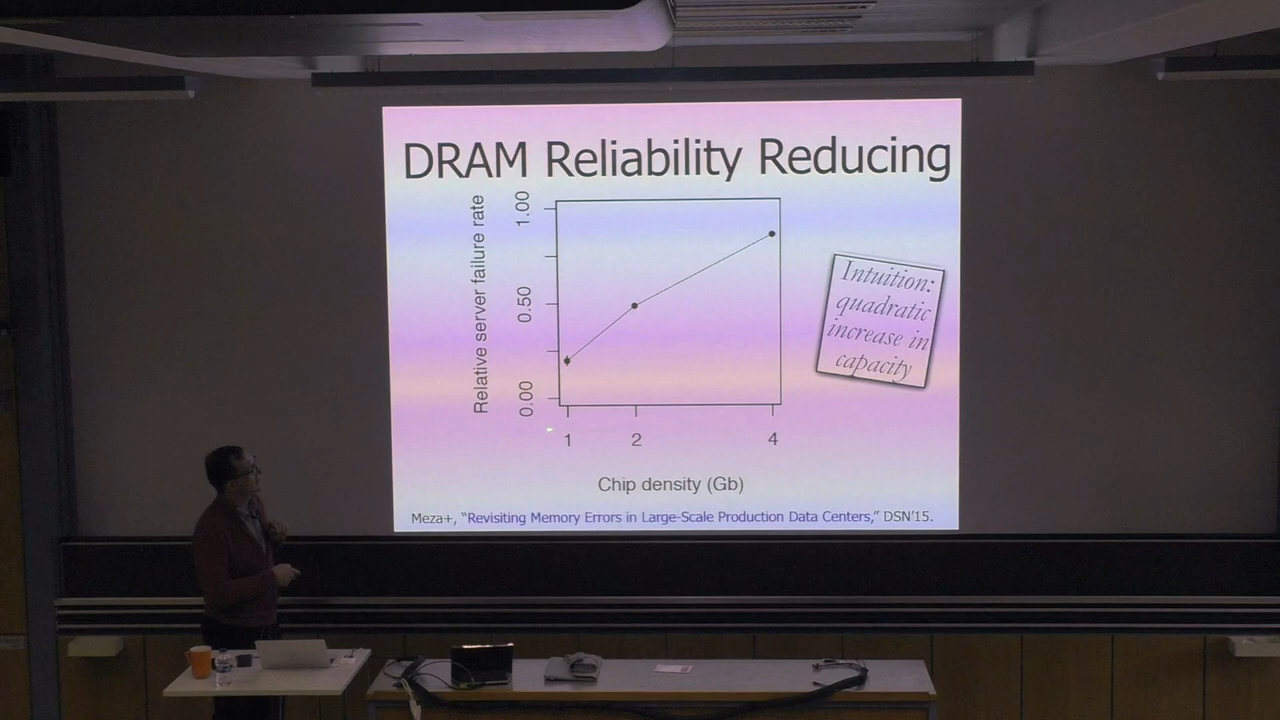 DRAM Reliability Reducing
Relative server failure rate
1.00
0.50
0.00
1 2 4
Chip density (Gb)
Intuition:
quadratic
increase in
capacity
Meza+, “Revisiting Memory Errors in Large-Scale Production Data Centers,” DSN’15.